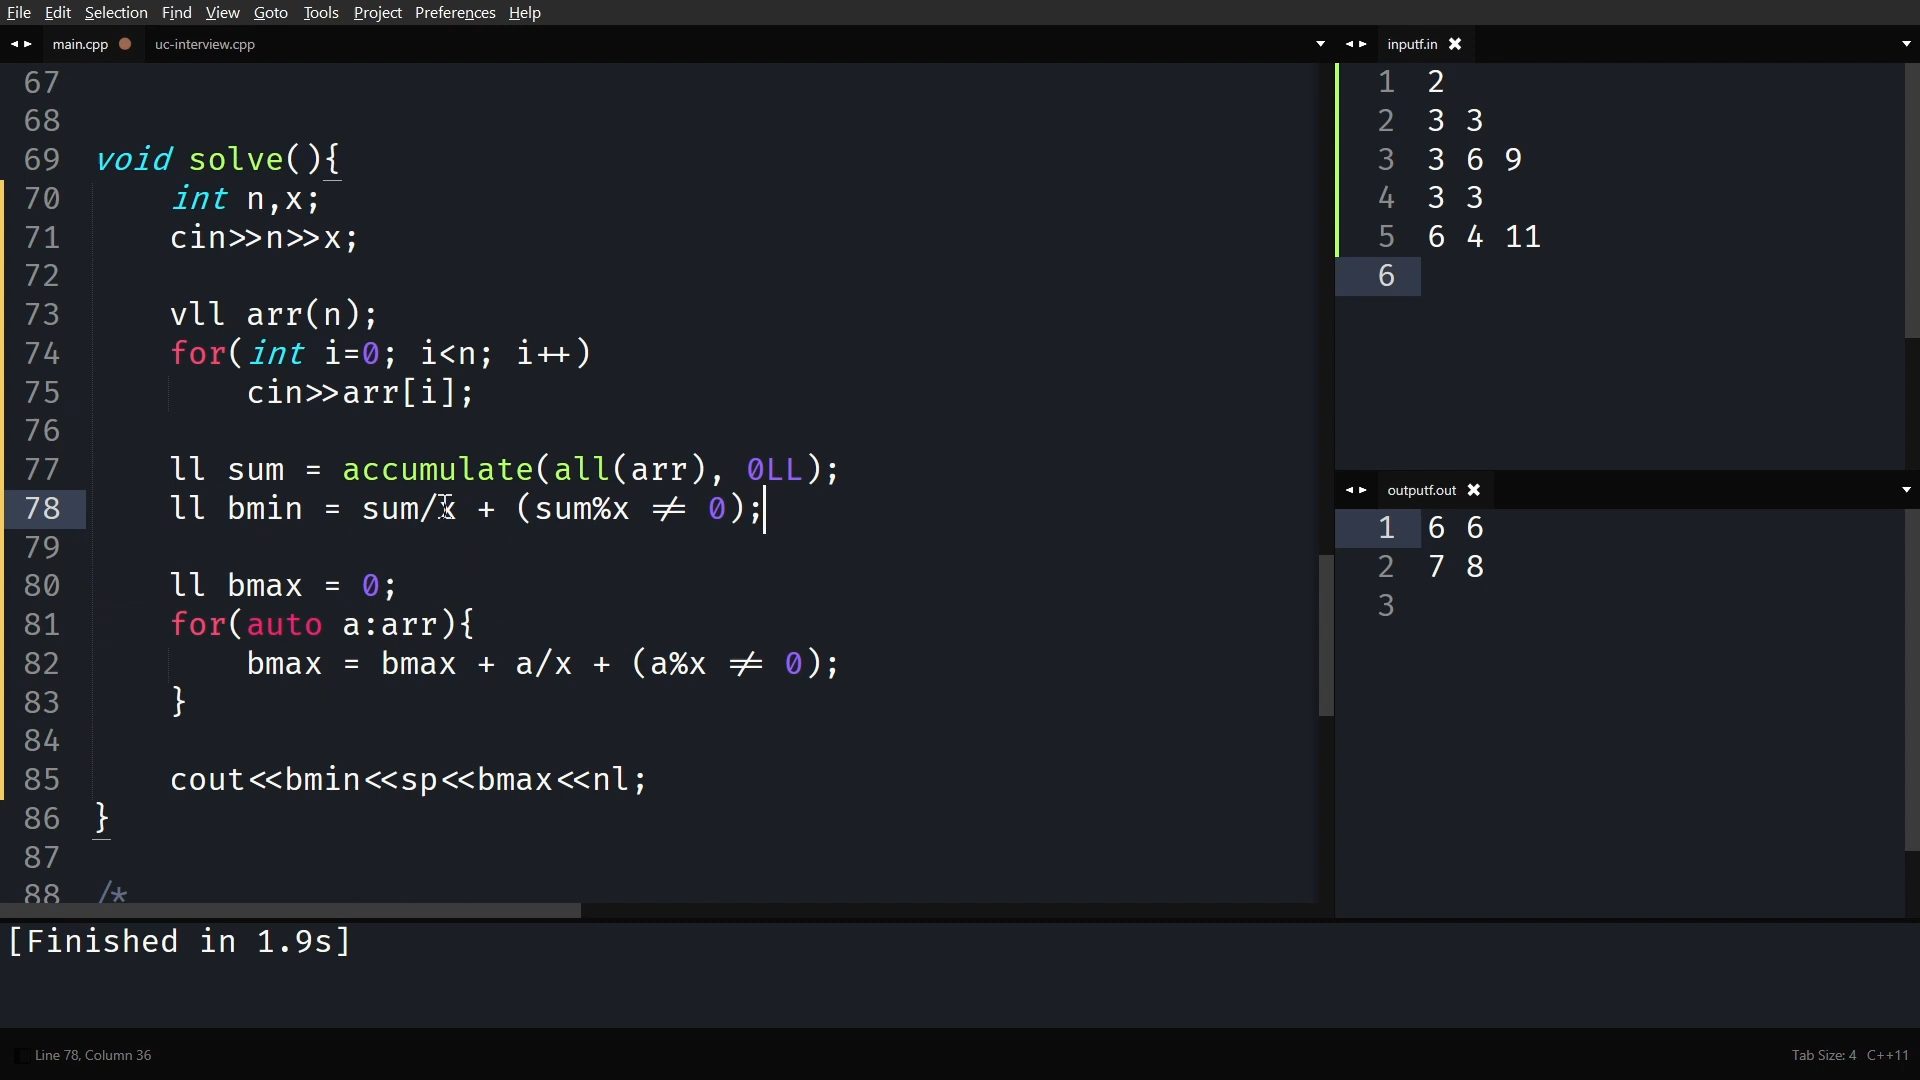 File Edit Selection Find View Goto Tools Project Preferences Help
main.cpp uc-interview.cpp
67
68
69 void solve(){
70 int n,x;
71 cin>>n>>x;
72
73 vll arr(n);
74 for(int i=0; i<n; i++)
75 cin>>arr[i];
76
77 ll sum = accumulate(all(arr), 0LL);
78 ll bmin = sum/x + (sum%x != 0);
79
80 ll bmax = 0;
81 for(auto a:arr){
82 bmax = bmax + a/x + (a%x != 0);
83 }
84
85 cout<<bmin<<sp<<bmax<<nl;
86 }
87
88 /*
inputf.in
1 2
2 3 3
3 3 6 9
4 3 3
5 6 4 11
6
outputf.out
1 6 6
2 7 8
3
[Finished in 1.9s]
Line 78, Column 36
Tab Size: 4 C++11